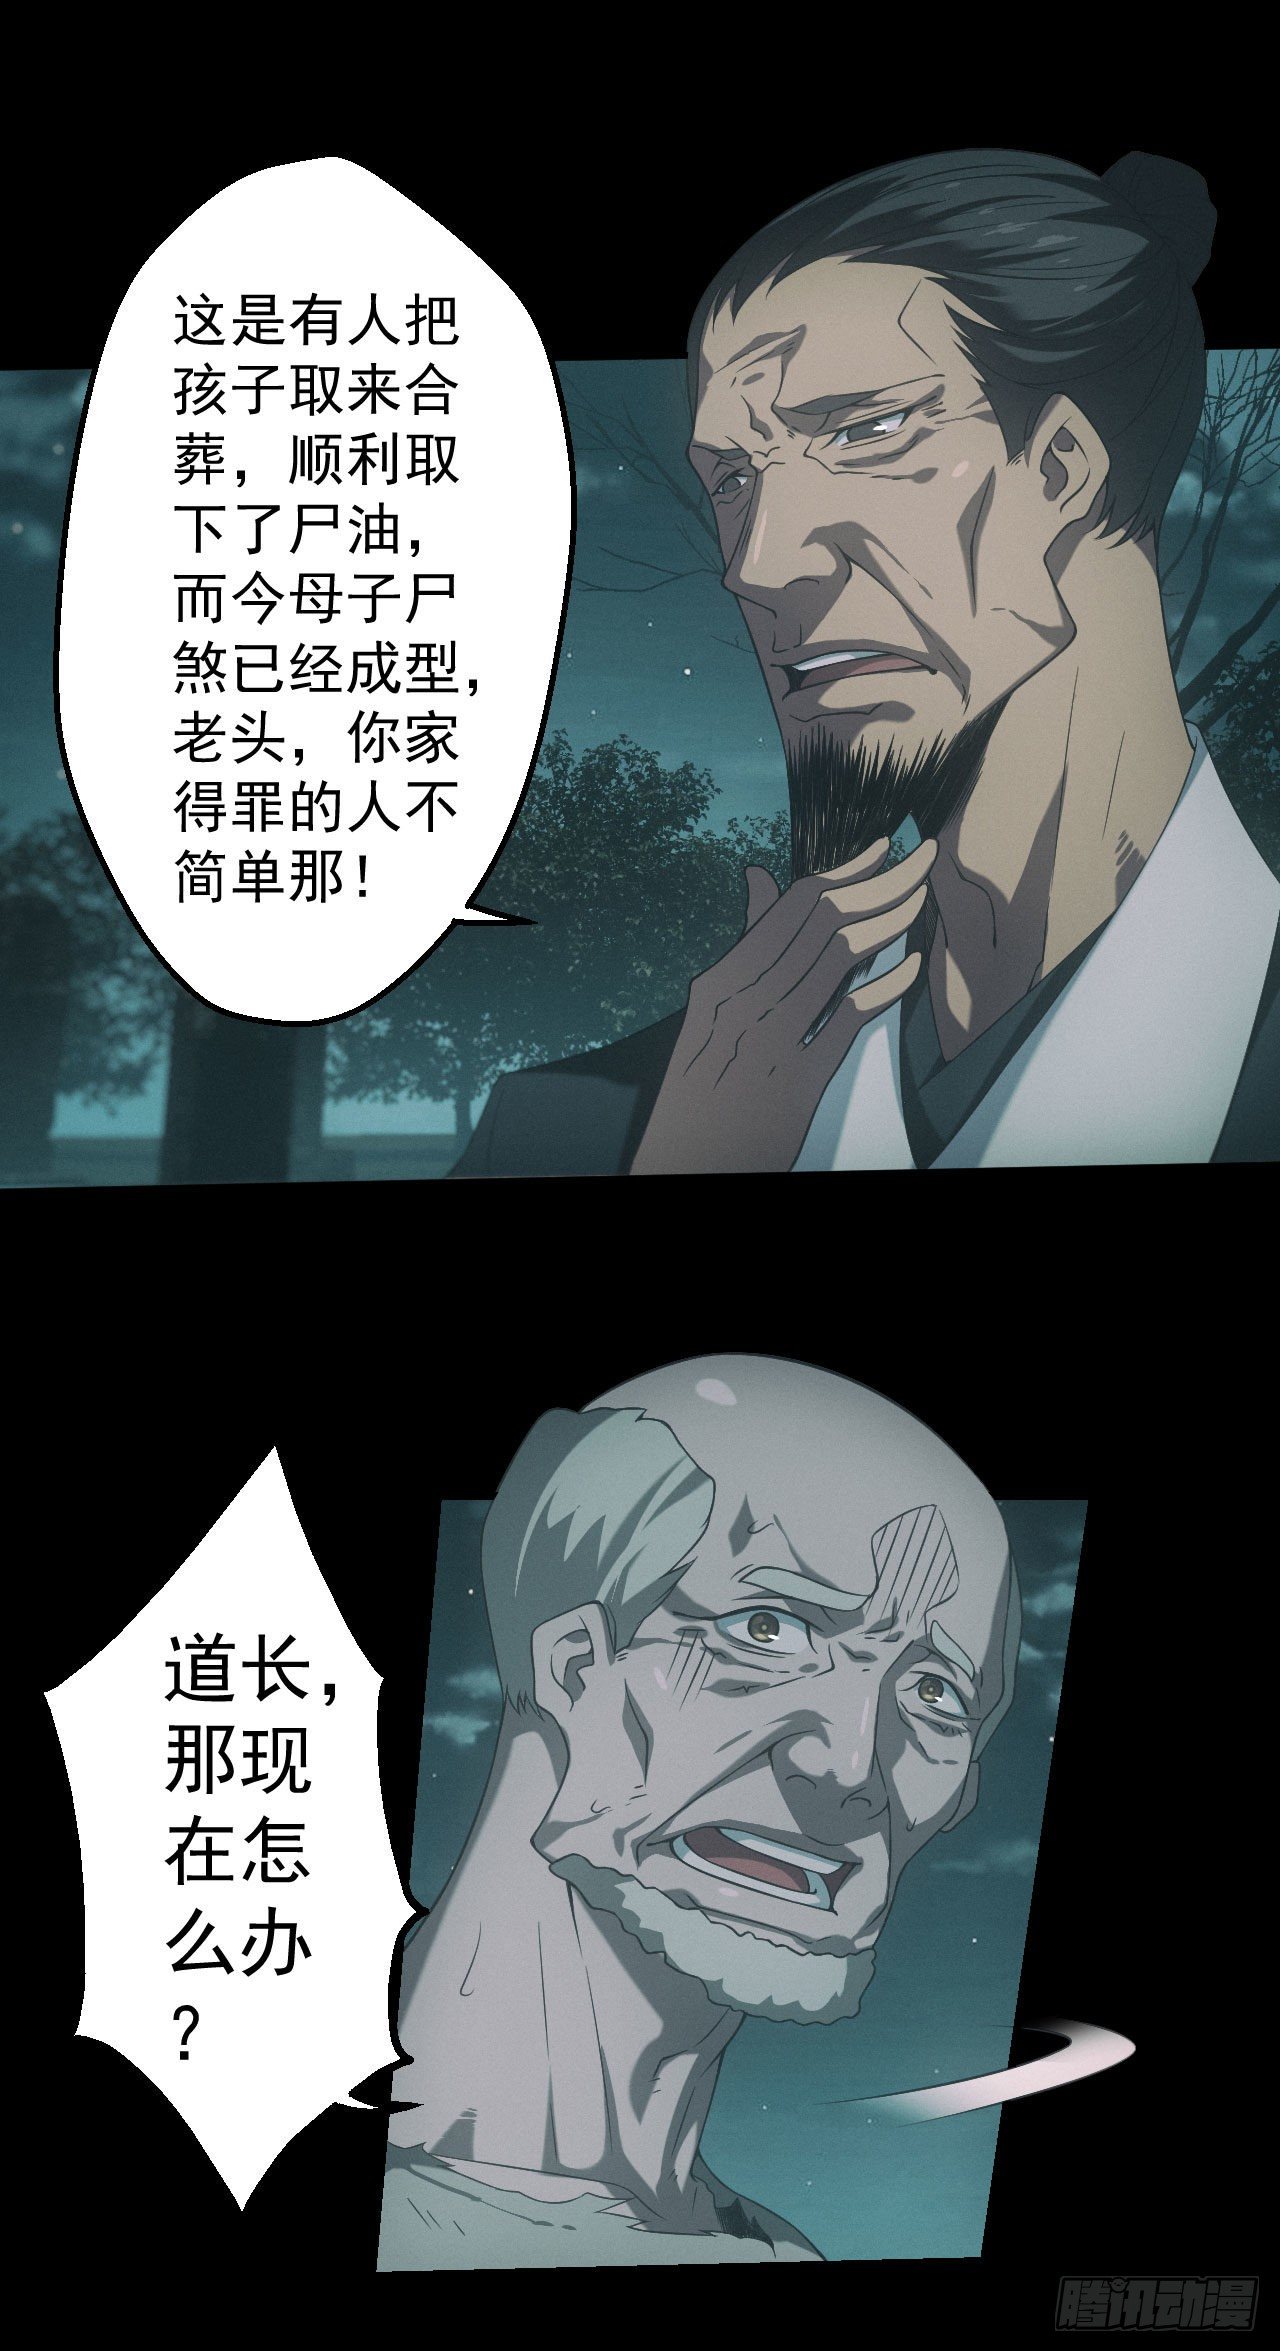 这是有人把
孩子取来合
葬，顺利取
下了尸油，
而今母子尸
煞已经成型，
老头，你家
得罪的人不
简单那！
道长，
那现
在怎
么办
？
腾讯动漫